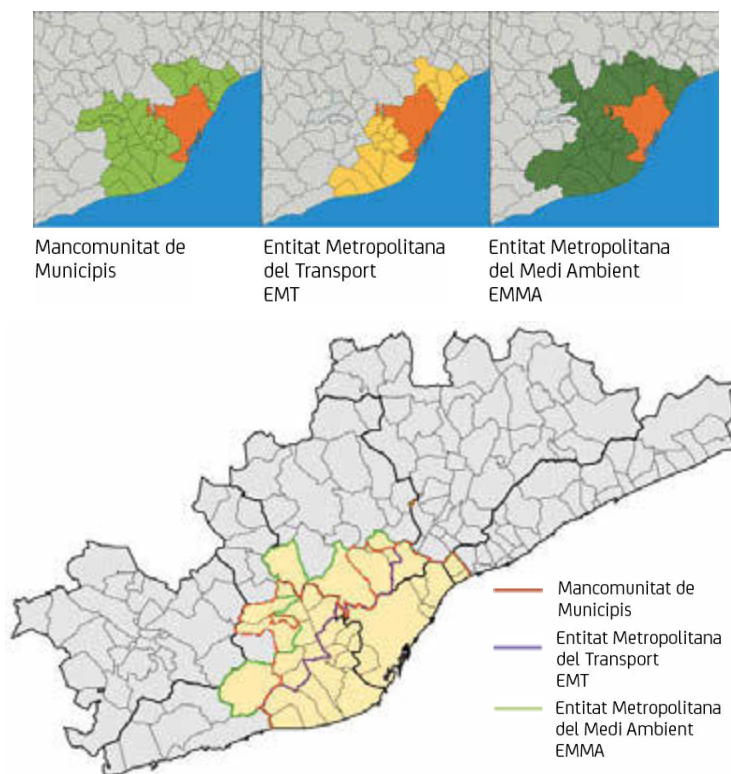 Mancomunitat de
Municipis
Entitat Metropolitana
del Transport
EMT
Entitat Metropolitana
del Medi Ambient
EMMA
Mancomunitat de
Municipis
Entitat Metropolitana
del Transport
EMT
Entitat Metropolitana
del Medi Ambient
EMMA